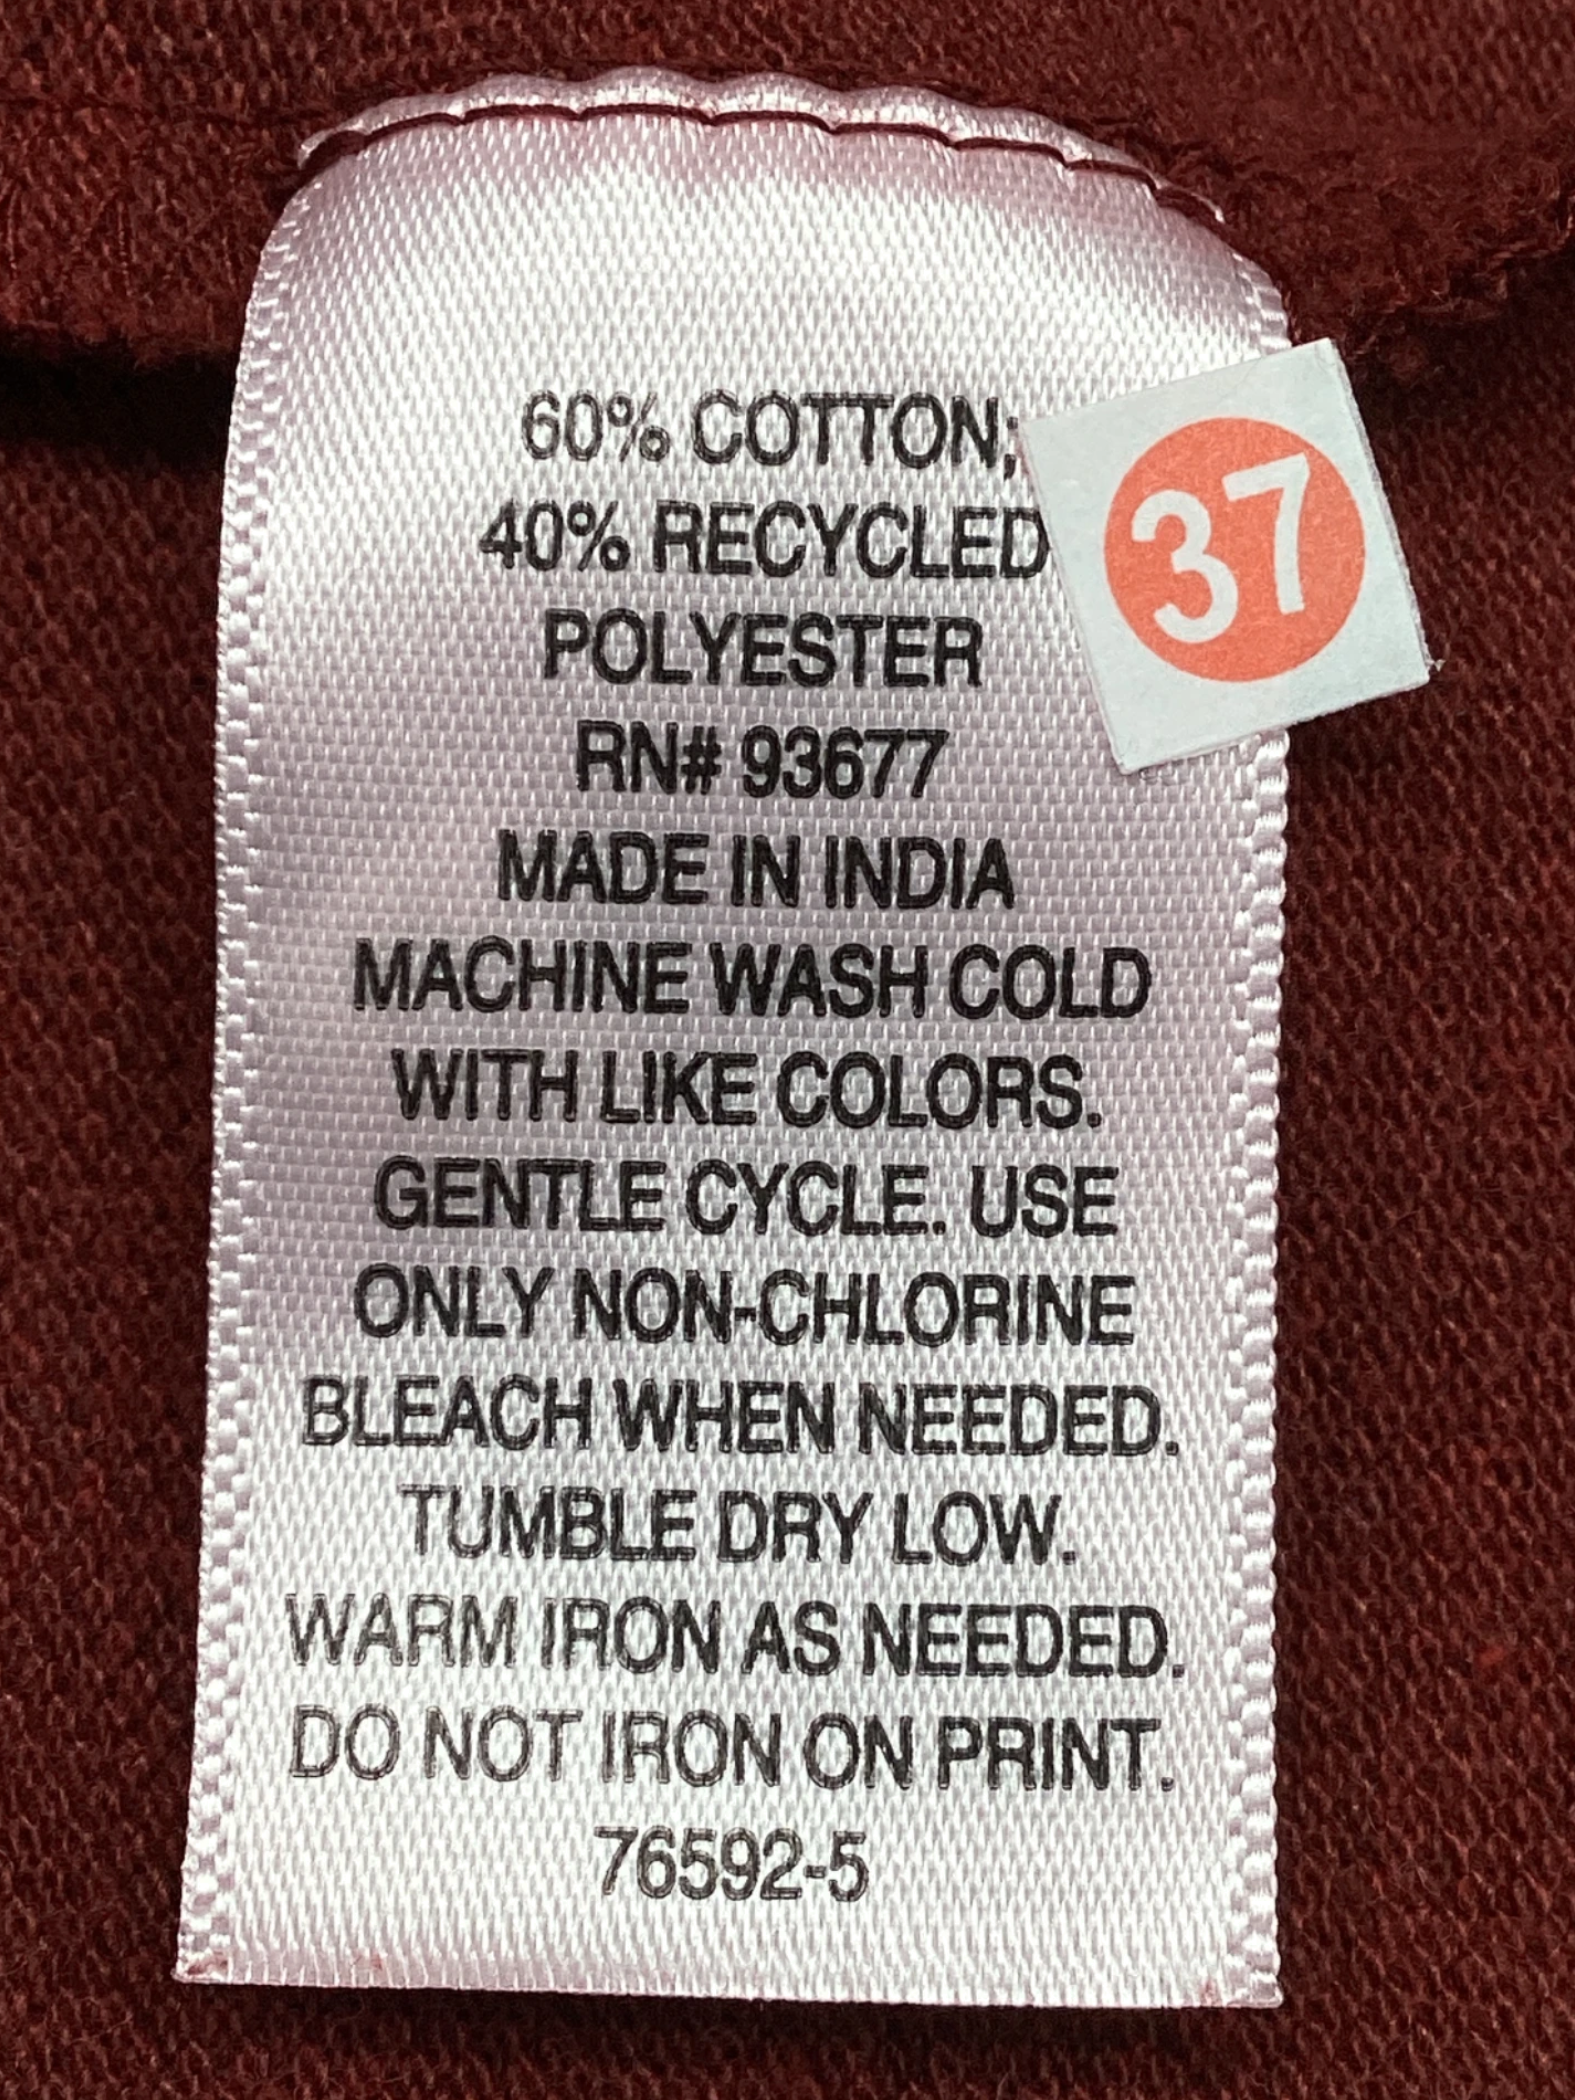 60% COTTON;
40% RECYCLED
37
POLYESTER
RN# 93677
MADE IN INDIA
MACHINE WASH COLD
WITH LIKE COLORS.
GENTLE CYCLE. USE
ONLY NON-CHLORINE
BLEACH WHEN NEEDED.
TUMBLE DRY LOW.
WARM IRON AS NEEDED.
DO NOT IRON ON PRINT.
76592-5